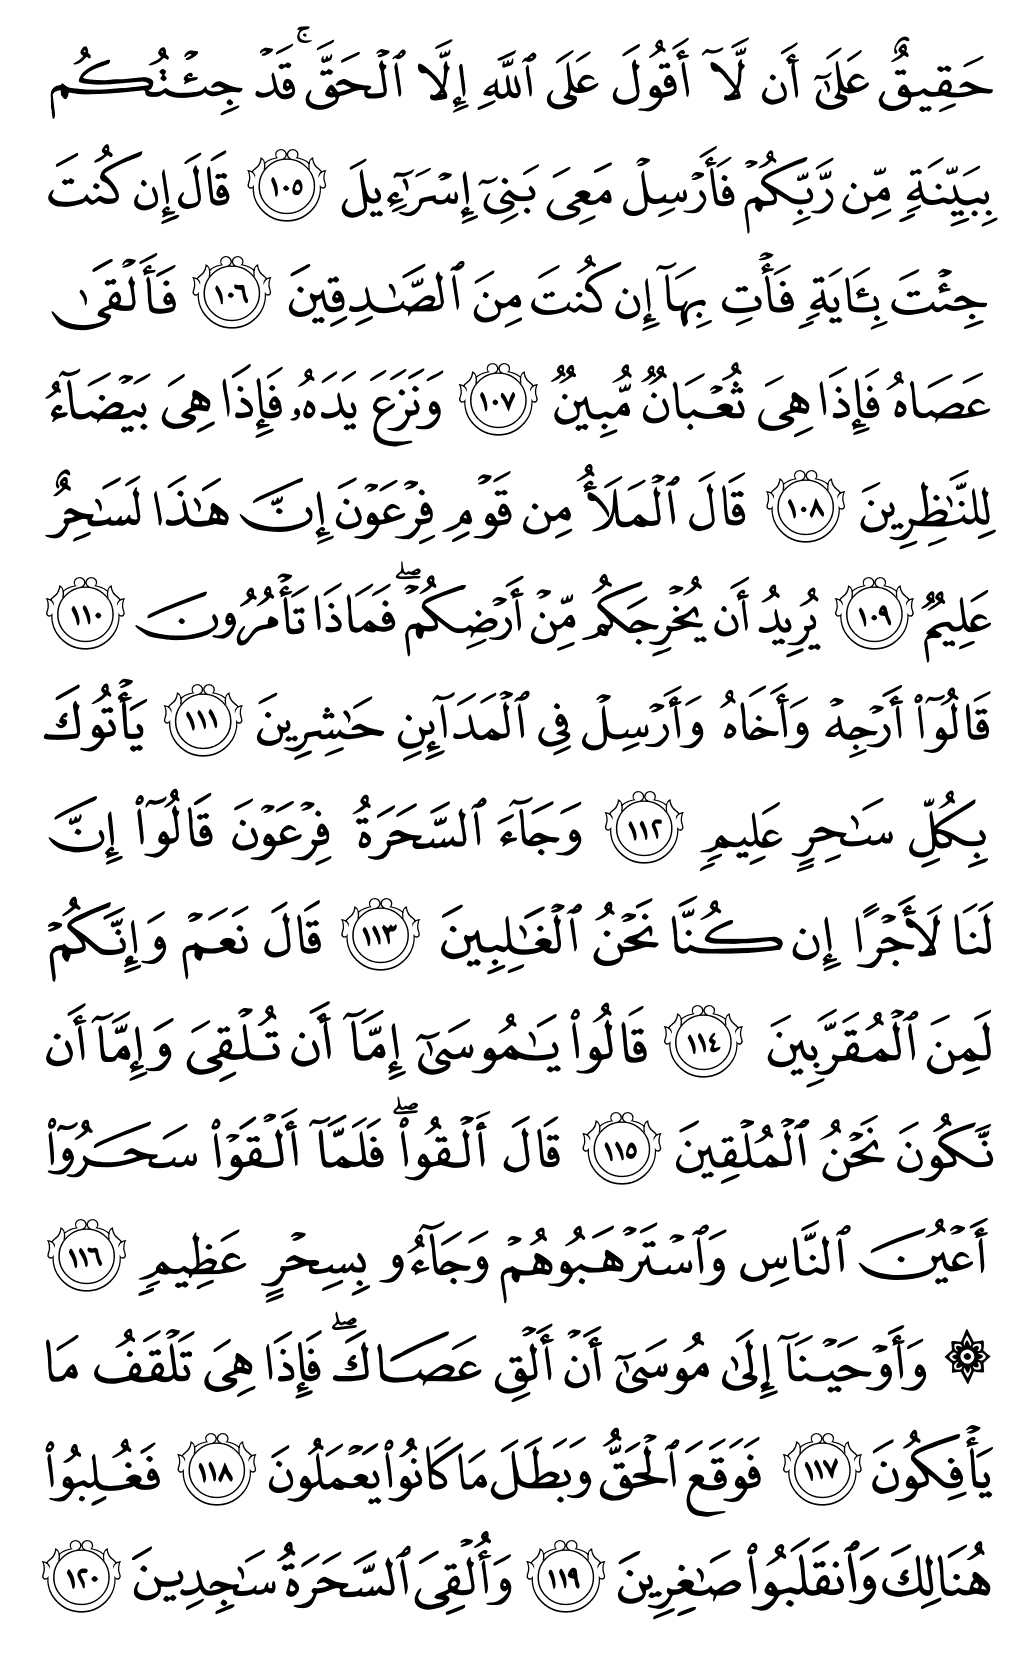 حَقِيقٌ عَلَىٰٓ أَن لَّآ أَقُولَ عَلَى ٱللَّهِ إِلَّا ٱلْحَقَّ ۚ قَدْ جِئْتُكُم
بِبَيِّنَةٍ مِّن رَّبِّكُمْ فَأَرْسِلْ مَعِىَ بَنِىٓ إِسْرَٰٓءِيلَ ١٠٥ قَالَ إِن كُنتَ
جِئْتَ بِـَٔايَةٍ فَأْتِ بِهَآ إِن كُنتَ مِنَ ٱلصَّـٰدِقِينَ ١٠٦ فَأَلْقَىٰ
عَصَاهُ فَإِذَا هِىَ ثُعْبَانٌ مُّبِينٌ ١٠٧ وَنَزَعَ يَدَهُۥ فَإِذَا هِىَ بَيْضَآءُ
لِلنَّـٰظِرِينَ ١٠٨ قَالَ ٱلْمَلَأُ مِن قَوْمِ فِرْعَوْنَ إِنَّ هَـٰذَا لَسَـٰحِرٌ
عَلِيمٌ ١٠٩ يُرِيدُ أَن يُخْرِجَكُم مِّنْ أَرْضِكُمْ ۖ فَمَاذَا تَأْمُرُونَ ١١٠
قَالُوٓا۟ أَرْجِهْ وَأَخَاهُ وَأَرْسِلْ فِى ٱلْمَدَآئِنِ حَـٰشِرِينَ ١١١ يَأْتُوكَ
بِكُلِّ سَـٰحِرٍ عَلِيمٍ ١١٢ وَجَآءَ ٱلسَّحَرَةُ فِرْعَوْنَ قَالُوٓا۟ إِنَّ
لَنَا لَأَجْرًا إِن كُنَّا نَحْنُ ٱلْغَـٰلِبِينَ ١١٣ قَالَ نَعَمْ وَإِنَّكُمْ
لَمِنَ ٱلْمُقَرَّبِينَ ١١٤ قَالُوا۟ يَـٰمُوسَىٰٓ إِمَّآ أَن تُلْقِىَ وَإِمَّآ أَن
نَّكُونَ نَحْنُ ٱلْمُلْقِينَ ١١٥ قَالَ أَلْقُوا۟ ۖ فَلَمَّآ أَلْقَوْا۟ سَحَرُوٓا۟
أَعْيُنَ ٱلنَّاسِ وَٱسْتَرْهَبُوهُمْ وَجَآءُو بِسِحْرٍ عَظِيمٍ ١١٦
۞ وَأَوْحَيْنَآ إِلَىٰ مُوسَىٰٓ أَنْ أَلْقِ عَصَاكَ ۖ فَإِذَا هِىَ تَلْقَفُ مَا
يَأْفِكُونَ ١١٧ فَوَقَعَ ٱلْحَقُّ وَبَطَلَ مَا كَانُوا۟ يَعْمَلُونَ ١١٨ فَغُلِبُوا۟
هُنَالِكَ وَٱنقَلَبُوا۟ صَـٰغِرِينَ ١١٩ وَأُلْقِىَ ٱلسَّحَرَةُ سَـٰجِدِينَ ١٢٠